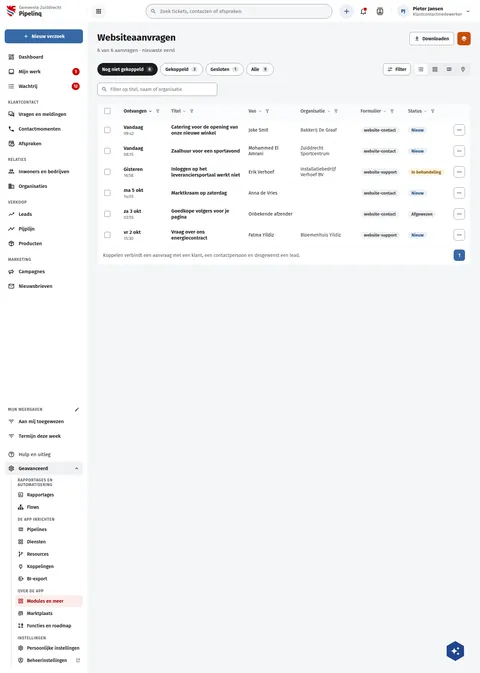 Gemeente Zuiddrecht
Pipelinq
Zoek tickets, contacten of afspraken
PJ
Pieter Jansen
Klantcontactmedewerker
+ Nieuw verzoek
Dashboard
Mijn werk
Wachtrij
KLANTCONTACT
Vragen en meldingen
Contactmomenten
Afspraken
RELATIES
Inwoners en bedrijven
Organisaties
VERKOOP
Leads
Pijplijn
Producten
MARKETING
Campagnes
Nieuwsbrieven
MIJN WEERGAVEN
Aan mij toegewezen
Termijn deze week
Hulp en uitleg
Geavanceerd
RAPPORTAGES EN
AUTOMATISERING
Rapportages
Flows
DE APP INRICHTEN
Pipelines
Diensten
Resources
Koppelingen
BI-export
OVER DE APP
Modules en meer
Marktplaats
Functies en roadmap
INSTELLINGEN
Persoonlijke instellingen
Beheerinstellingen
Websiteaanvragen
6 van 6 aanvragen · nieuwste eerst
Downloaden
Nog niet gekoppeld 6
Gekoppeld 3
Gesloten 1
Alle 9
Filter
Filter op titel, naam of organisatie
Ontvangen Titel Van Organisatie Formulier Status
Vandaag
09:42
Catering voor de opening van
onze nieuwe winkel
Joke Smit
Bakkerij De Graaf
website-contact
Nieuw
Vandaag
08:15
Zaalhuur voor een sportavond
Mohammed El
Amrani
Zuiddrecht
Sportcentrum
website-contact
Nieuw
Gisteren
16:58
Inloggen op het
leveranciersportaal werkt niet
Erik Verhoef
Installatiebedrijf
Verhoef BV
website-support
In behandeling
ma 5 okt
14:05
Marktkraam op zaterdag
Anna de Vries
website-contact
Nieuw
za 3 okt
Goedkope volgers voor je
pagina
Onbekende afzender
website-contact
Afgewezen
vr 2 okt
Vraag over ons
energiecontract
Fatma Yildiz
Bloemenhuis Yildiz
website-support
Nieuw
Koppelen verbindt een aanvraag met een klant, een contactpersoon en desgewenst een lead.
1